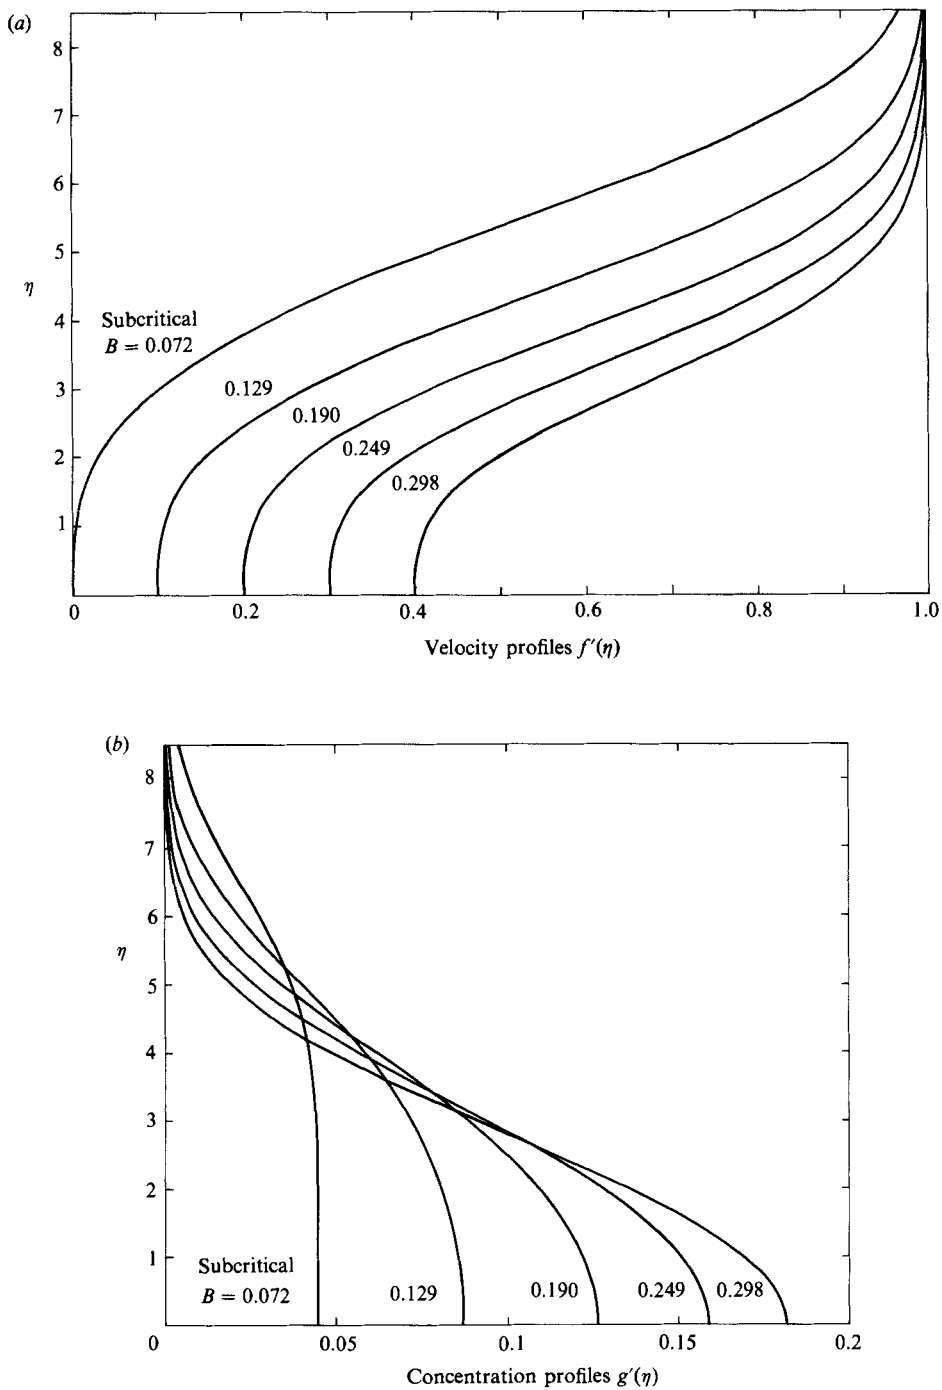 (a)
8
7
6
5
η
4
Subcritical
B = 0.072
3
0.129
0.190
2
0.249
0.298
1
0 0.2 0.4 0.6 0.8 1.0
Velocity profiles f′(η)
(b)
8
7
6
η
5
4
3
2
1
Subcritical
B = 0.072
0.129
0.190
0.249
0.298
0 0.05 0.1 0.15 0.2
Concentration profiles g′(η)